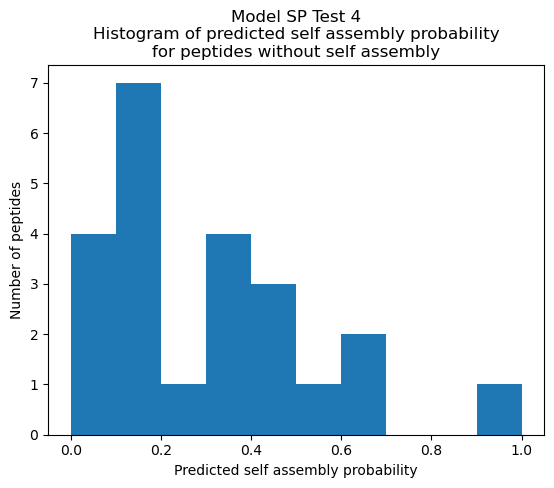 Model SP Test 4
Histogram of predicted self assembly probability
for peptides without self assembly
7
6
5
4
3
2
1
0
Number of peptides
0.0 0.2 0.4 0.6 0.8 1.0
Predicted self assembly probability